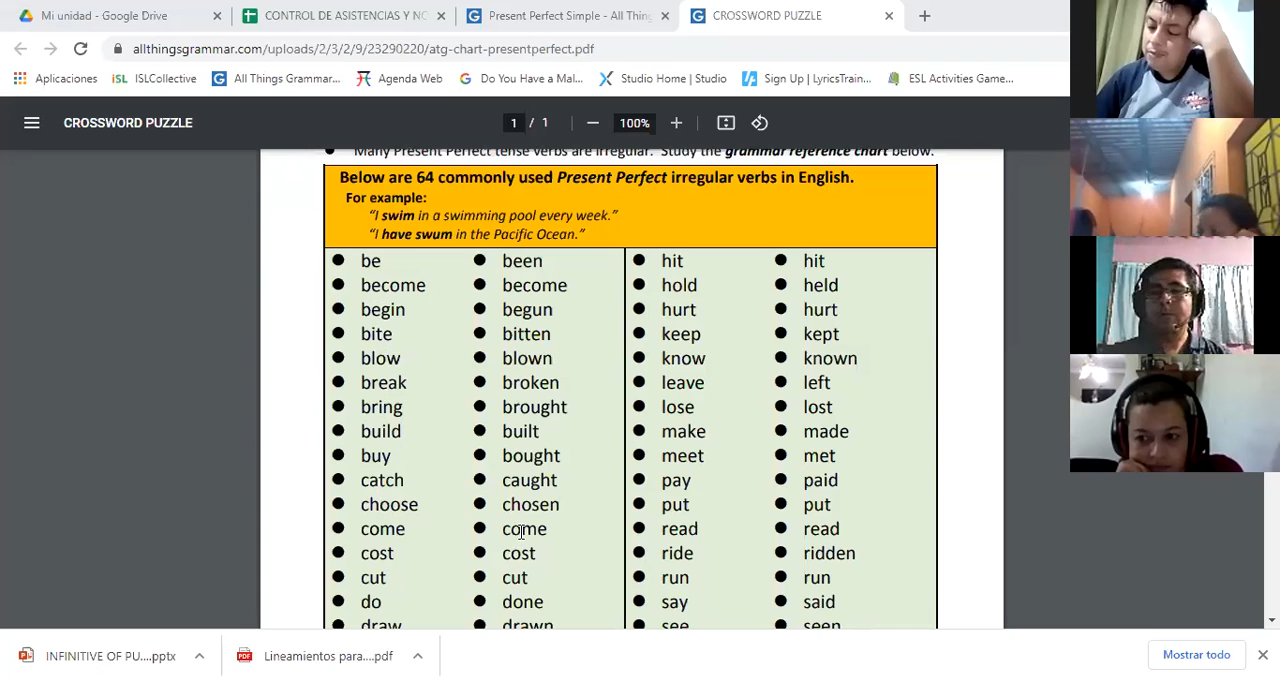 Mi unidad - Google Drive
CONTROL DE ASISTENCIAS Y NO
Present Perfect Simple - All Thing
CROSSWORD PUZZLE
allthingsgrammar.com/uploads/2/3/2/9/23290220/atg-chart-presentperfect.pdf
Aplicaciones
iSL ISLCollective
All Things Grammar...
Agenda Web
Do You Have a Mal...
Studio Home | Studio
Sign Up | LyricsTrain...
ESL Activities Game...
CROSSWORD PUZZLE
1 / 1
100%
Many Present Perfect tense verbs are irregular. Study the grammar reference chart below.
Below are 64 commonly used Present Perfect irregular verbs in English.
For example:
"I swim in a swimming pool every week."
"I have swum in the Pacific Ocean."
be been hit hit
become become hold held
begin begun hurt hurt
bite bitten keep kept
blow blown know known
break broken leave left
bring brought lose lost
build built make made
buy bought meet met
catch caught pay paid
choose chosen put put
come come read read
cost cost ride ridden
cut cut run run
do done say said
draw drawn see seen
INFINITIVE OF PU....pptx
Lineamientos para....pdf
Mostrar todo